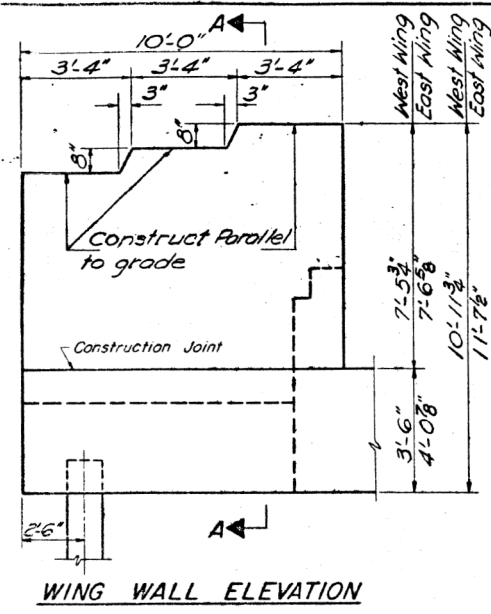 A
10'-0"
3'-4" 3'-4" 3'-4"
3" 3"
8" 8"
West Wing
East Wing
West Wing
East Wing
Construct Parallel
to grade
7'-5¾"
7'-6⅝"
10'-11¾"
11'-7½"
Construction Joint
3'-6"
4'-0⅞"
2'-6"
A
WING WALL ELEVATION